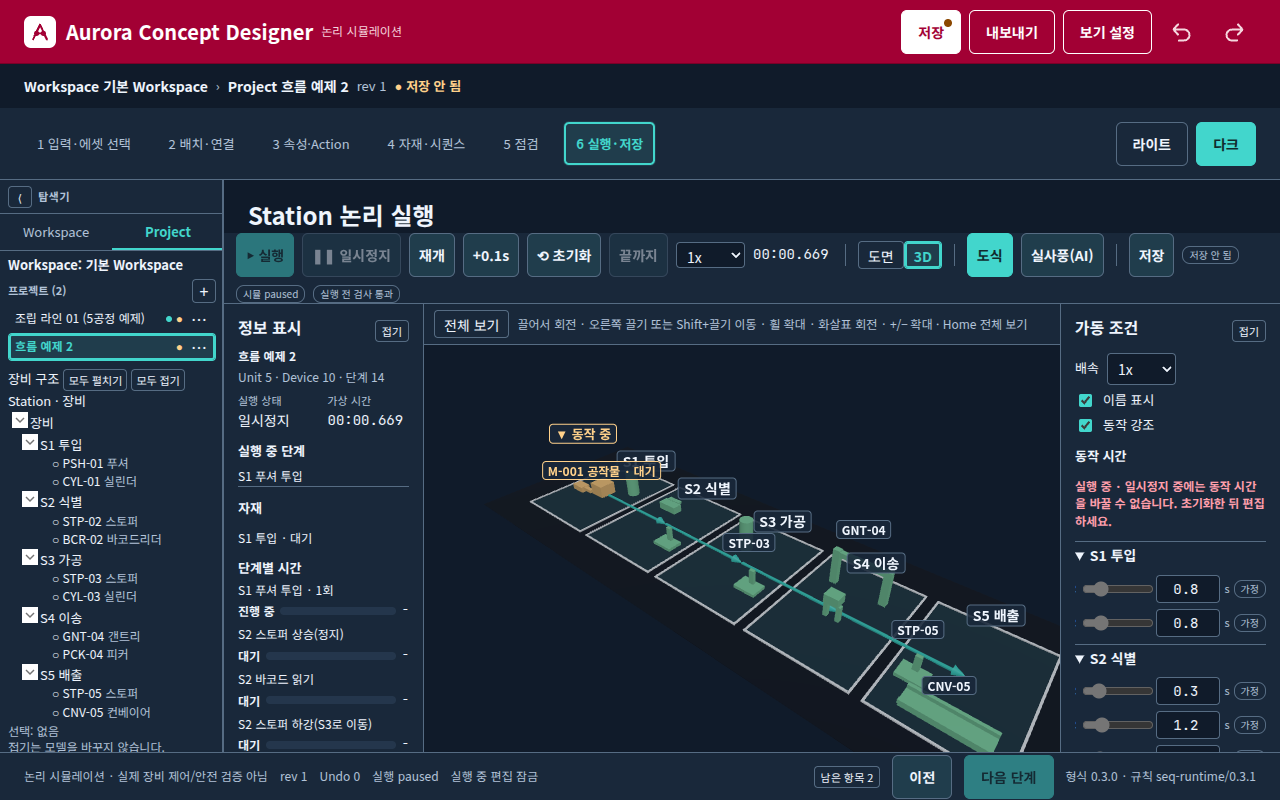 Aurora Concept Designer 논리 시뮬레이션
저장 내보내기 보기 설정
Workspace 기본 Workspace › Project 흐름 예제 2 rev 1 ● 저장 안 됨
1 입력·에셋 선택 2 배치·연결 3 속성·Action 4 자재·시퀀스 5 점검 6 실행·저장 라이트 다크
탐색기
Workspace Project
Workspace: 기본 Workspace
프로젝트 (2) +
조립 라인 01 (5공정 예제) ● ● ···
흐름 예제 2 ● ···
장비 구조 모두 펼치기 모두 접기
Station · 장비
장비
S1 투입
○ PSH-01 푸셔
○ CYL-01 실린더
S2 식별
○ STP-02 스토퍼
○ BCR-02 바코드리더
S3 가공
○ STP-03 스토퍼
○ CYL-03 실린더
S4 이송
○ GNT-04 갠트리
○ PCK-04 피커
S5 배출
○ STP-05 스토퍼
○ CNV-05 컨베이어
선택: 없음
접기는 모델을 바꾸지 않습니다.
Station 논리 실행
▸ 실행 ❚❚ 일시정지 재개 +0.1s ⟲ 초기화 끝까지 1x 00:00.669 도면 3D 도식 실사풍(AI) 저장 저장 안 됨
시뮬 paused 실행 전 검사 통과
정보 표시 접기
흐름 예제 2
Unit 5 · Device 10 · 단계 14
실행 상태 가상 시간
일시정지 00:00.669
실행 중 단계
S1 푸셔 투입
자재
S1 투입 · 대기
단계별 시간
S1 푸셔 투입 · 1회
진행 중 -
S2 스토퍼 상승(정지)
대기 -
S2 바코드 읽기
대기 -
S2 스토퍼 하강(S3로 이동)
대기 -
전체 보기 끌어서 회전 · 오른쪽 끌기 또는 Shift+끌기 이동 · 휠 확대 · 화살표 회전 · +/− 확대 · Home 전체 보기
▼ 동작 중
S1 투입
M-001 공작물 · 대기
S2 식별
S3 가공
STP-03
GNT-04
S4 이송
S5 배출
STP-05
CNV-05
가동 조건 접기
배속 1x
이름 표시
동작 강조
동작 시간
실행 중 · 일시정지 중에는 동작 시간
을 바꿀 수 없습니다. 초기화한 뒤 편집
하세요.
▼ S1 투입
0.8 s 가정
0.8 s 가정
▼ S2 식별
0.3 s 가정
1.2 s 가정
논리 시뮬레이션 · 실제 장비 제어/안전 검증 아님 rev 1 Undo 0 실행 paused 실행 중 편집 잠금 남은 항목 2 이전 다음 단계 형식 0.3.0 · 규칙 seq-runtime/0.3.1